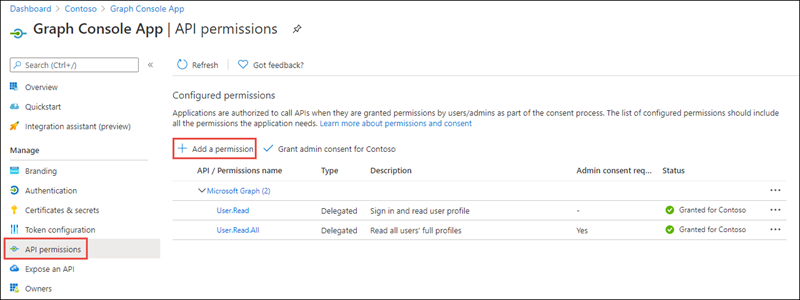 Dashboard > Contoso > Graph Console App
Graph Console App | API permissions
Search (Ctrl+/)
«
Refresh
Got feedback?
Overview
Quickstart
Integration assistant (preview)
Manage
Branding
Authentication
Certificates & secrets
Token configuration
API permissions
Expose an API
Owners
Configured permissions
Applications are authorized to call APIs when they are granted permissions by users/admins as part of the consent process. The list of configured permissions should include
all the permissions the application needs. Learn more about permissions and consent
+ Add a permission ✓ Grant admin consent for Contoso
API / Permissions name Type Description Admin consent req... Status
Microsoft Graph (2) ...
User.Read Delegated Sign in and read user profile - Granted for Contoso ...
User.Read.All Delegated Read all users' full profiles Yes Granted for Contoso ...